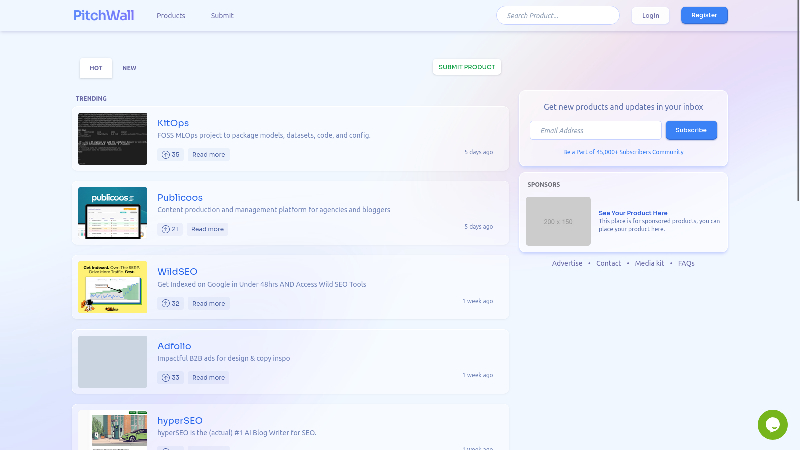 PitchWall
Products
Submit
Search Product...
Login
Register
HOT
NEW
SUBMIT PRODUCT
TRENDING
KitOps
FOSS MLOps project to package models, datasets, code, and config.
35
Read more
5 days ago
publicoos
Publicoos
Content production and management platform for agencies and bloggers
21
Read more
5 days ago
WildSEO
Get Indexed on Google in Under 48hrs AND Access Wild SEO Tools
32
Read more
1 week ago
Adfolio
Impactful B2B ads for design & copy inspo
33
Read more
1 week ago
hyperSEO
hyperSEO is the (actual) #1 AI Blog Writer for SEO.
Get new products and updates in your inbox
Email Address
Subscribe
Be a Part of 35,000+ Subscribers Community
SPONSORS
200 x 150
See Your Product Here
This place is for sponsored products, you can
place your product here.
Advertise • Contact • Media kit • FAQs